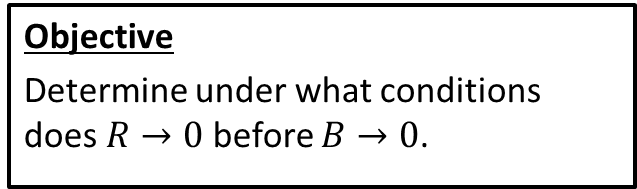 Objective
Determine under what conditions
does R → 0 before B → 0.